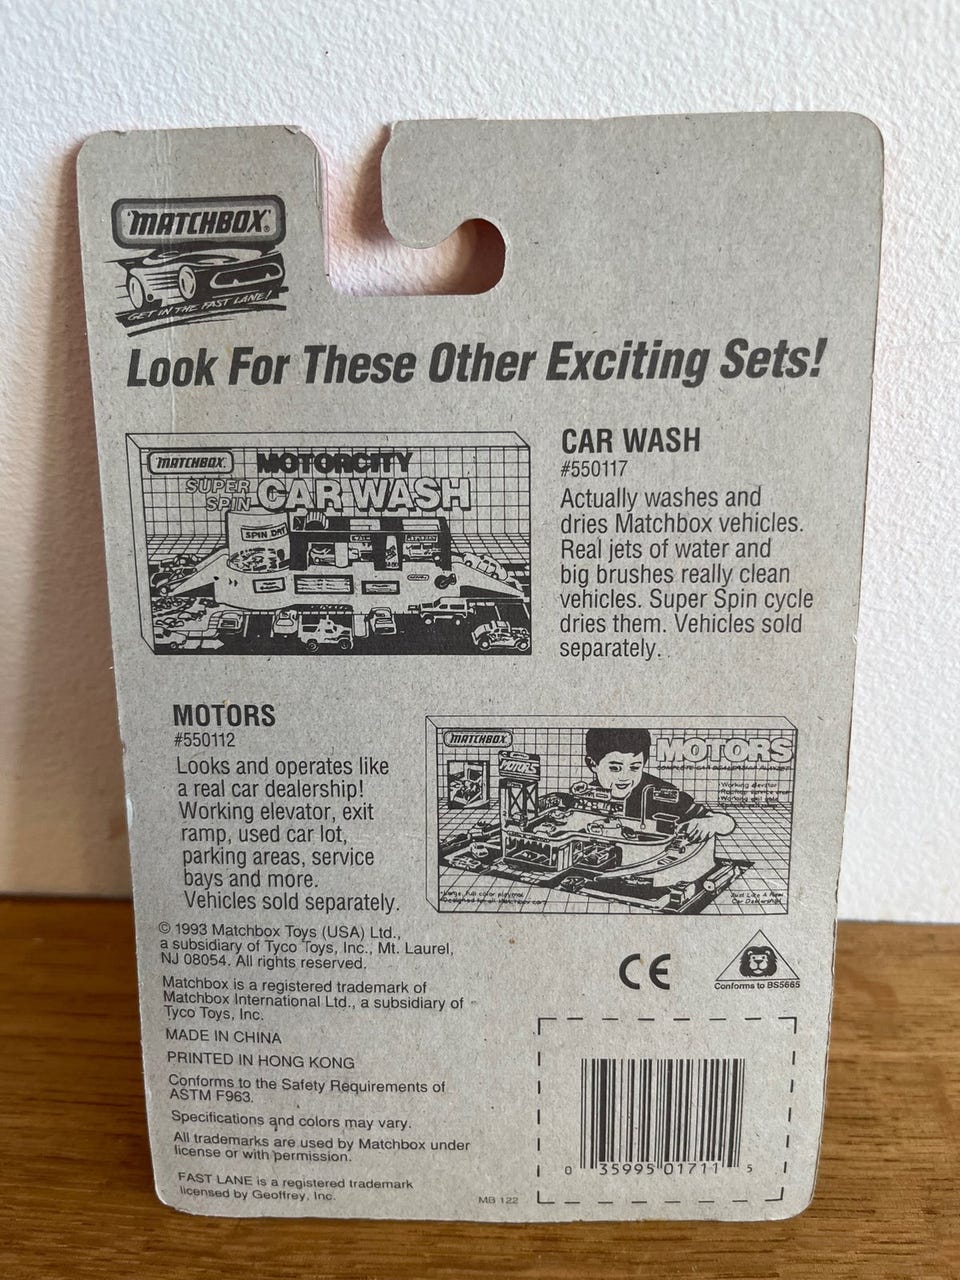 MATCHBOX®
GET IN THE FAST LANE!
Look For These Other Exciting Sets!
MATCHBOX
MOTORCITY
SUPER SPIN CAR WASH
SPIN DRY
CAR WASH
#550117
Actually washes and
dries Matchbox vehicles.
Real jets of water and
big brushes really clean
vehicles. Super Spin cycle
dries them. Vehicles sold
separately.
MOTORS
#550112
Looks and operates like
a real car dealership!
Working elevator, exit
ramp, used car lot,
parking areas, service
bays and more.
Vehicles sold separately.
MATCHBOX
MOTORS
MOTORS
Working elevator
Just Like A Real
Car Dealership!
© 1993 Matchbox Toys (USA) Ltd.,
a subsidiary of Tyco Toys, Inc., Mt. Laurel,
NJ 08054. All rights reserved.
Matchbox is a registered trademark of
Matchbox International Ltd., a subsidiary of
Tyco Toys, Inc.
MADE IN CHINA
PRINTED IN HONG KONG
Conforms to the Safety Requirements of
ASTM F963.
Specifications and colors may vary.
All trademarks are used by Matchbox under
license or with permission.
FAST LANE is a registered trademark
licensed by Geoffrey, Inc.
MB 122
CE
Conforms to BS5665
0 35995 01711 5